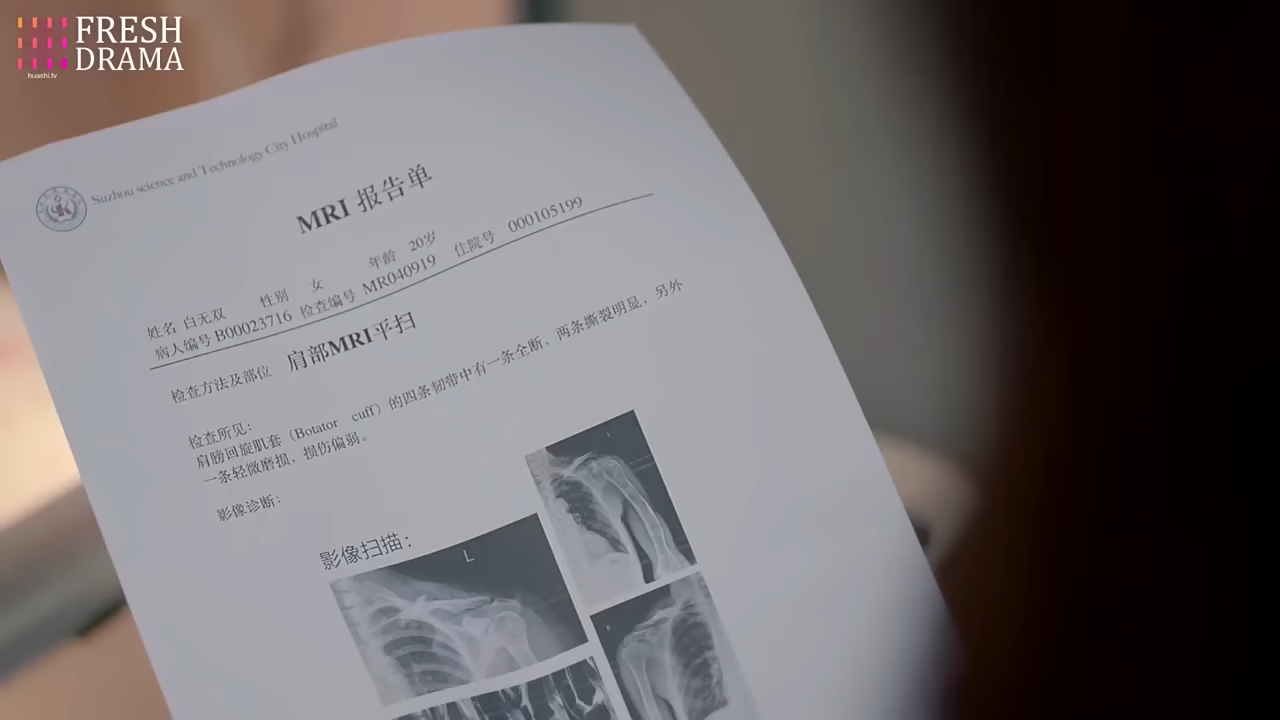 FRESH
DRAMA
huashi.tv
Suzhou science and Technology City Hospital
MRI 报告单
姓名 白无双 性别 女 年龄 20岁
病人编号 B00023716 检查编号 MR040919 住院号 000105199
检查方法及部位 肩部MRI平扫
检查所见：
肩膀回旋肌套（Botator cuff）的四条韧带中有一条全断，两条撕裂明显，另外
一条轻微磨损，损伤偏弱。
影像诊断：
影像扫描：
L